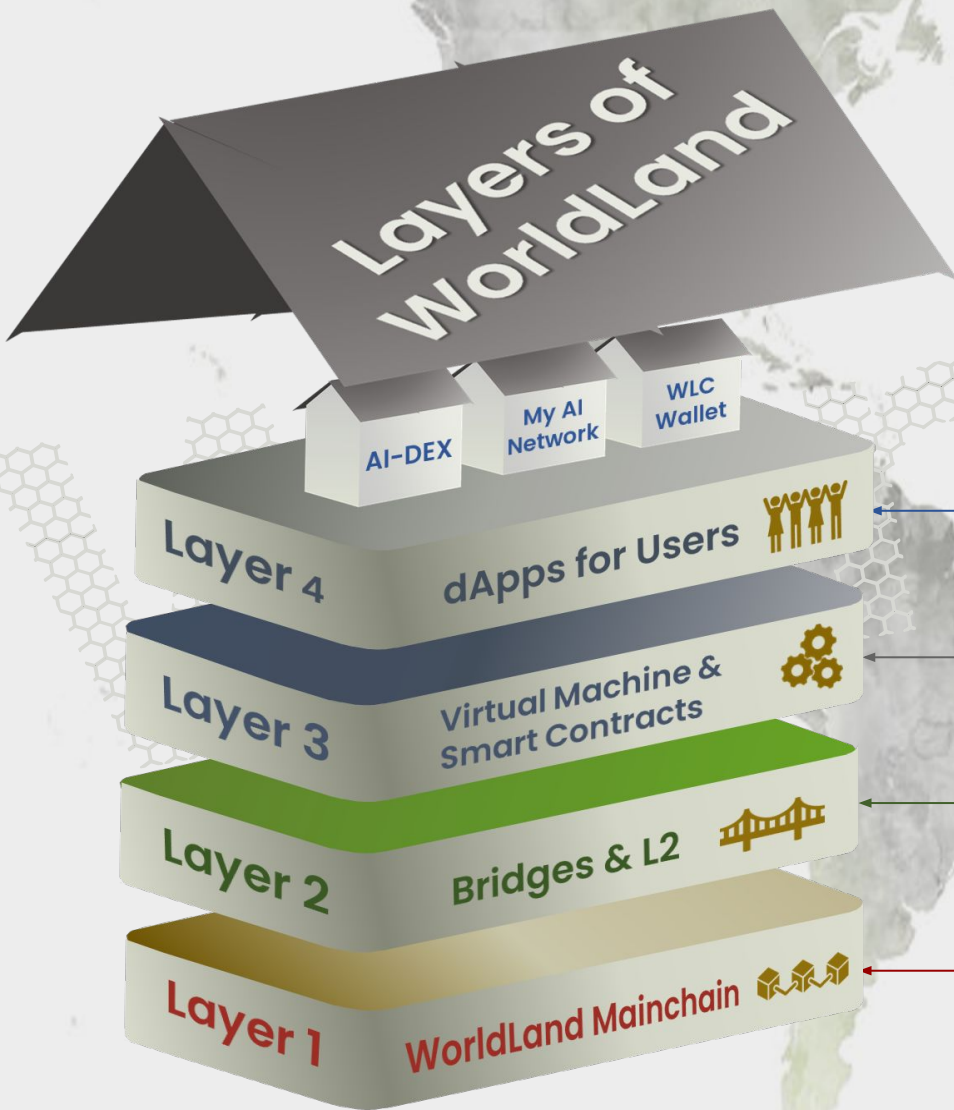 Layers of
WorldLand
AI-DEX
My AI
Network
WLC
Wallet
Layer 4
dApps for Users
Layer 3
Virtual Machine &
Smart Contracts
Layer 2
Bridges & L2
Layer 1
WorldLand Mainchain